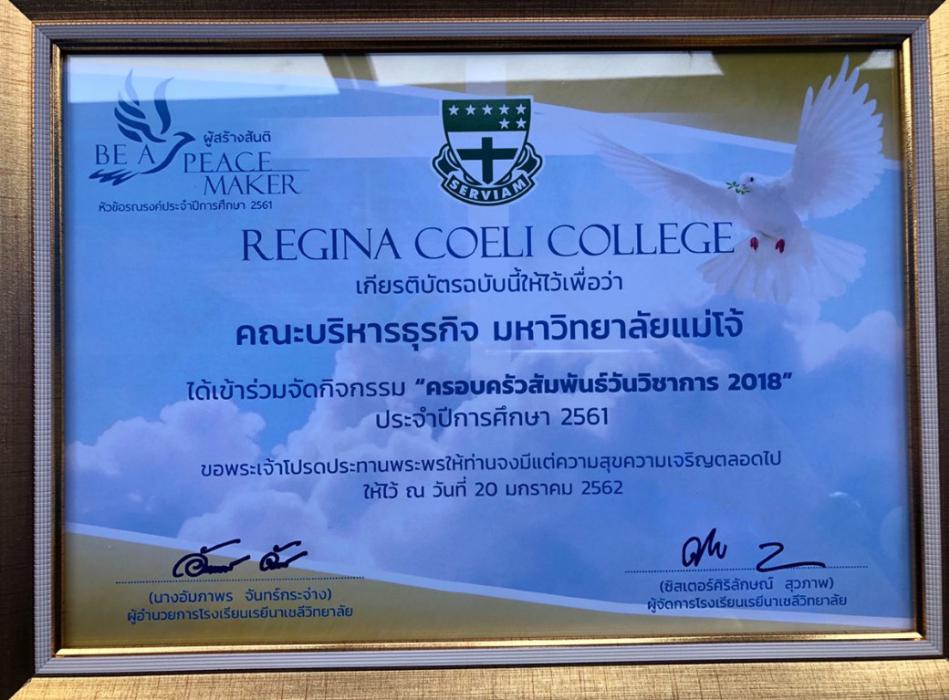 ผู้สร้างสันติ
BE A PEACE
MAKER
หัวข้อรณรงค์ประจำปีการศึกษา 2561
SERVIAM
REGINA COELI COLLEGE
เกียรติบัตรฉบับนี้ให้ไว้เพื่อว่า
คณะบริหารธุรกิจ มหาวิทยาลัยแม่โจ้
ได้เข้าร่วมจัดกิจกรรม “ครอบครัวสัมพันธ์วันวิชาการ 2018”
ประจำปีการศึกษา 2561
ขอพระเจ้าโปรดประทานพระพรให้ท่านจงมีแต่ความสุขความเจริญตลอดไป
ให้ไว้ ณ วันที่ 20 มกราคม 2562
(นางอัมภาพร จันทร์กระจ่าง)
ผู้อำนวยการโรงเรียนเรยีนาเชลีวิทยาลัย
(ซิสเตอร์ศิริลักษณ์ สุวภาพ)
ผู้จัดการโรงเรียนเรยีนาเชลีวิทยาลัย